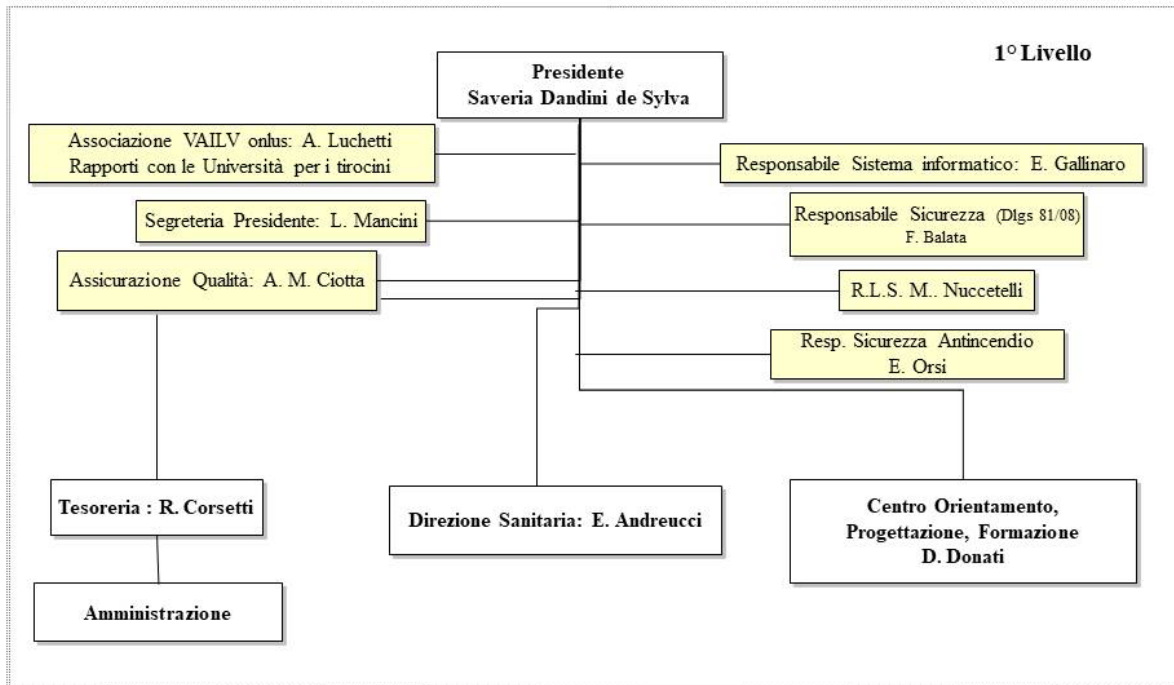 1° Livello
Presidente
Saveria Dandini de Sylva
Associazione VAILV onlus: A. Luchetti
Rapporti con le Università per i tirocini
Responsabile Sistema informatico: E. Gallinaro
Segreteria Presidente: L. Mancini
Responsabile Sicurezza (Dlgs 81/08)
F. Balata
Assicurazione Qualità: A. M. Ciotta
R.L.S. M.. Nuccetelli
Resp. Sicurezza Antincendio
E. Orsi
Tesoreria : R. Corsetti
Direzione Sanitaria: E. Andreucci
Centro Orientamento,
Progettazione, Formazione
D. Donati
Amministrazione